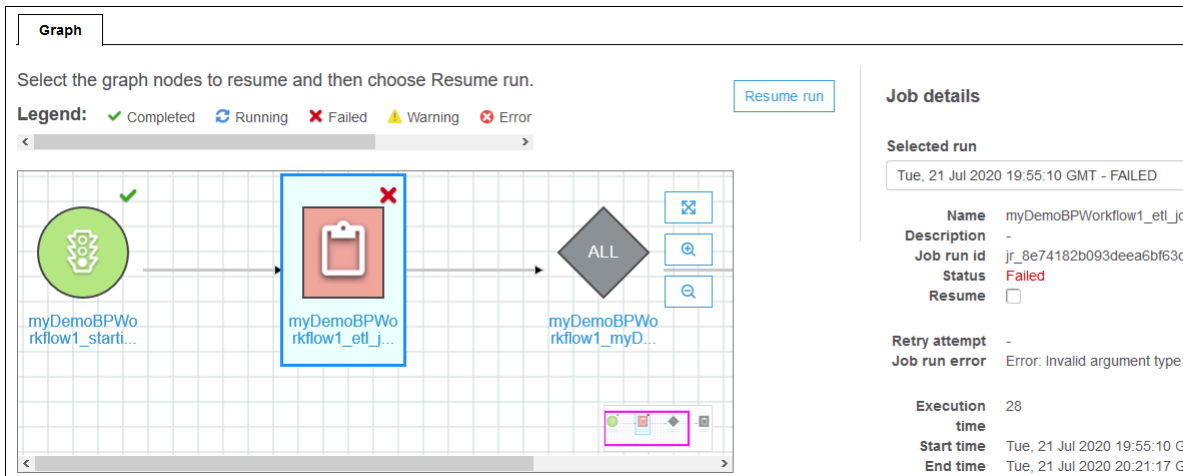 Graph
Select the graph nodes to resume and then choose Resume run.
Resume run
Legend: Completed Running Failed Warning Error
ALL
myDemoBPWo
rkflow1_starti...
myDemoBPWo
rkflow1_etl_j...
myDemoBPWo
rkflow1_myD...
Job details
Selected run
Tue, 21 Jul 2020 19:55:10 GMT - FAILED
Name myDemoBPWorkflow1_etl_jo
Description -
Job run id jr_8e74182b093deea6bf63c
Status Failed
Resume
Retry attempt -
Job run error Error: Invalid argument type
Execution 28
time
Start time Tue, 21 Jul 2020 19:55:10 G
End time Tue, 21 Jul 2020 20:21:17 G